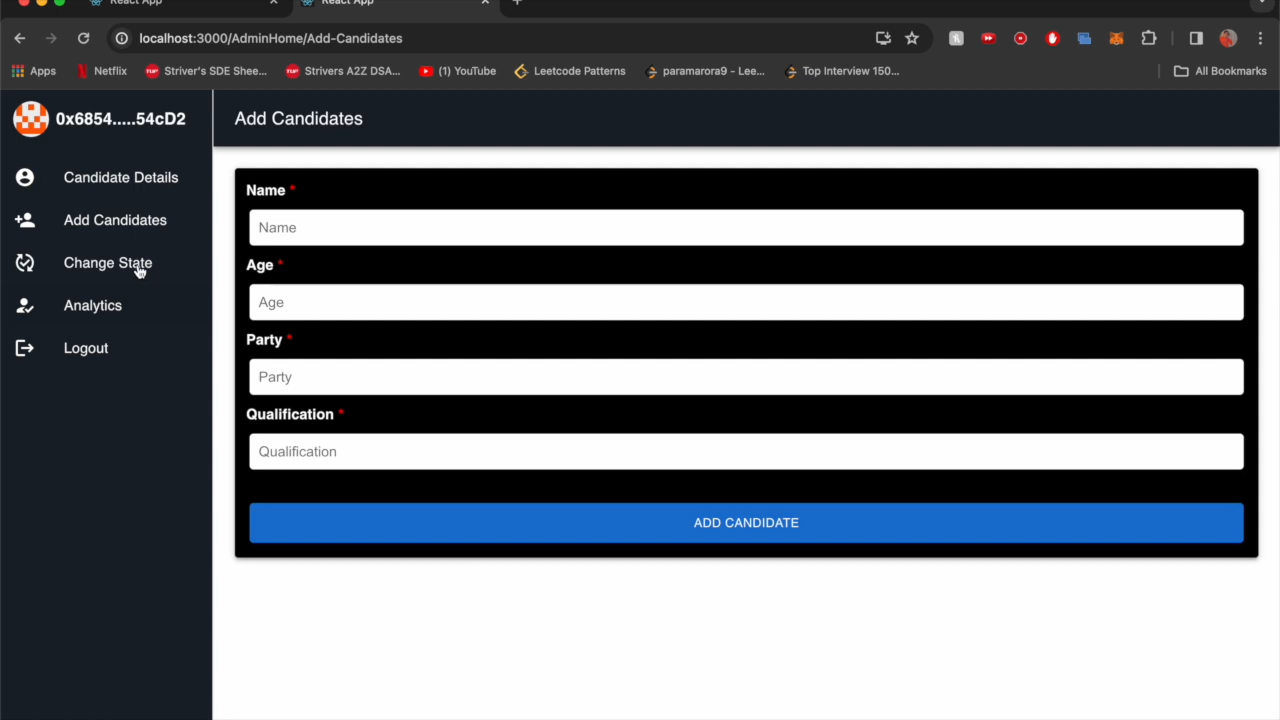 React App
React App
localhost:3000/AdminHome/Add-Candidates
Apps
Netflix
Striver's SDE Shee...
Strivers A2Z DSA...
(1) YouTube
Leetcode Patterns
paramarora9 - Lee...
Top Interview 150...
All Bookmarks
0x6854.....54cD2
Add Candidates
Candidate Details
Add Candidates
Change State
Analytics
Logout
Name *
Name
Age *
Age
Party *
Party
Qualification *
Qualification
ADD CANDIDATE